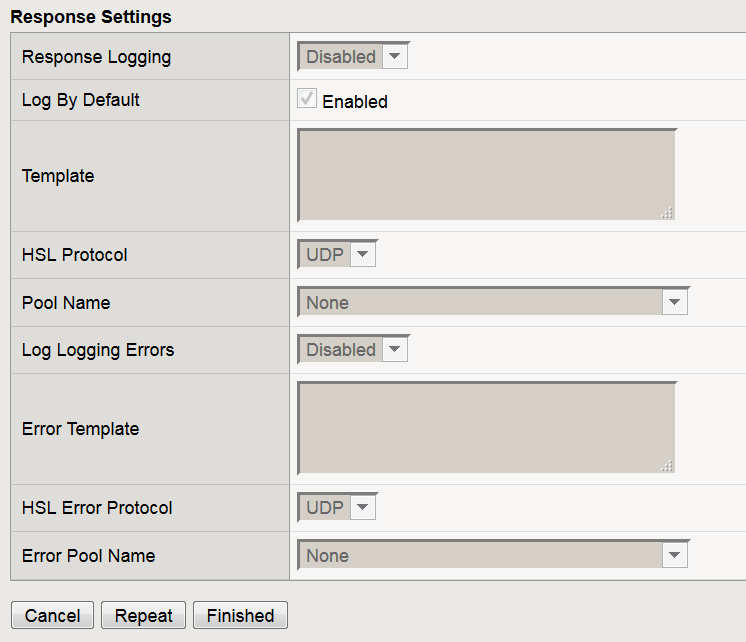 Response Settings
Response Logging Disabled
Log By Default Enabled
Template
HSL Protocol UDP
Pool Name None
Log Logging Errors Disabled
Error Template
HSL Error Protocol UDP
Error Pool Name None
Cancel Repeat Finished